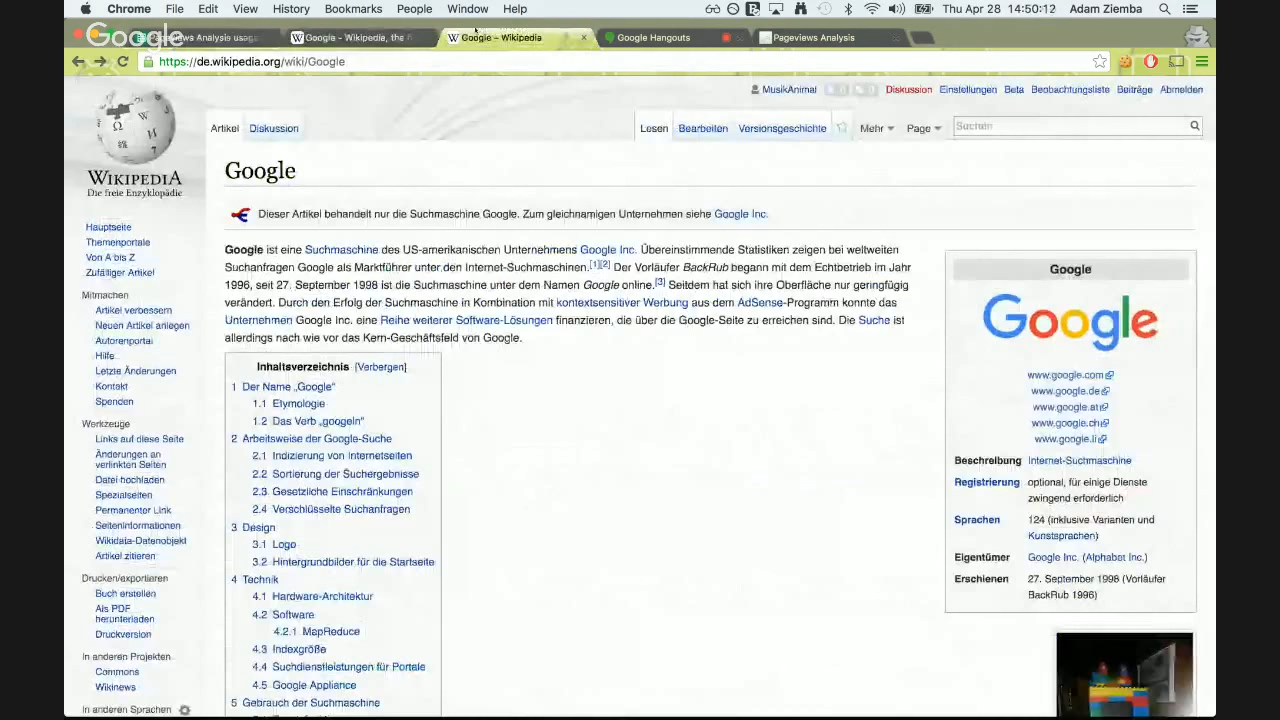 Chrome File Edit View History Bookmarks People Window Help Thu Apr 28 14:50:12 Adam Ziemba
Google
Pageviews Analysis usag
Google - Wikipedia, the f
Google – Wikipedia
Google Hangouts
Pageviews Analysis
https://de.wikipedia.org/wiki/Google
MusikAnimal Diskussion Einstellungen Beta Beobachtungsliste Beiträge Abmelden
Artikel Diskussion Lesen Bearbeiten Versionsgeschichte Mehr Page Suchen
WIKIPEDIA
Die freie Enzyklopädie
Hauptseite
Themenportale
Von A bis Z
Zufälliger Artikel
Mitmachen
Artikel verbessern
Neuen Artikel anlegen
Autorenportal
Hilfe
Letzte Änderungen
Kontakt
Spenden
Werkzeuge
Links auf diese Seite
Änderungen an
verlinkten Seiten
Datei hochladen
Spezialseiten
Permanenter Link
Seiteninformationen
Wikidata-Datenobjekt
Artikel zitieren
Drucken/exportieren
Buch erstellen
Als PDF
herunterladen
Druckversion
In anderen Projekten
Commons
Wikinews
In anderen Sprachen
Google
Dieser Artikel behandelt nur die Suchmaschine Google. Zum gleichnamigen Unternehmen siehe Google Inc.
Google ist eine Suchmaschine des US-amerikanischen Unternehmens Google Inc. Übereinstimmende Statistiken zeigen bei weltweiten
Suchanfragen Google als Marktführer unter den Internet-Suchmaschinen.[1][2] Der Vorläufer BackRub begann mit dem Echtbetrieb im Jahr
1996, seit 27. September 1998 ist die Suchmaschine unter dem Namen Google online.[3] Seitdem hat sich ihre Oberfläche nur geringfügig
verändert. Durch den Erfolg der Suchmaschine in Kombination mit kontextsensitiver Werbung aus dem AdSense-Programm konnte das
Unternehmen Google Inc. eine Reihe weiterer Software-Lösungen finanzieren, die über die Google-Seite zu erreichen sind. Die Suche ist
allerdings nach wie vor das Kern-Geschäftsfeld von Google.
Inhaltsverzeichnis [Verbergen]
1 Der Name „Google“
1.1 Etymologie
1.2 Das Verb „googeln“
2 Arbeitsweise der Google-Suche
2.1 Indizierung von Internetseiten
2.2 Sortierung der Suchergebnisse
2.3 Gesetzliche Einschränkungen
2.4 Verschlüsselte Suchanfragen
3 Design
3.1 Logo
3.2 Hintergrundbilder für die Startseite
4 Technik
4.1 Hardware-Architektur
4.2 Software
4.2.1 MapReduce
4.3 Indexgröße
4.4 Suchdienstleistungen für Portale
4.5 Google Appliance
5 Gebrauch der Suchmaschine
Google
Google
www.google.com
www.google.de
www.google.at
www.google.ch
www.google.li
Beschreibung Internet-Suchmaschine
Registrierung optional, für einige Dienste
zwingend erforderlich
Sprachen 124 (inklusive Varianten und
Kunstsprachen)
Eigentümer Google Inc. (Alphabet Inc.)
Erschienen 27. September 1998 (Vorläufer
BackRub 1996)